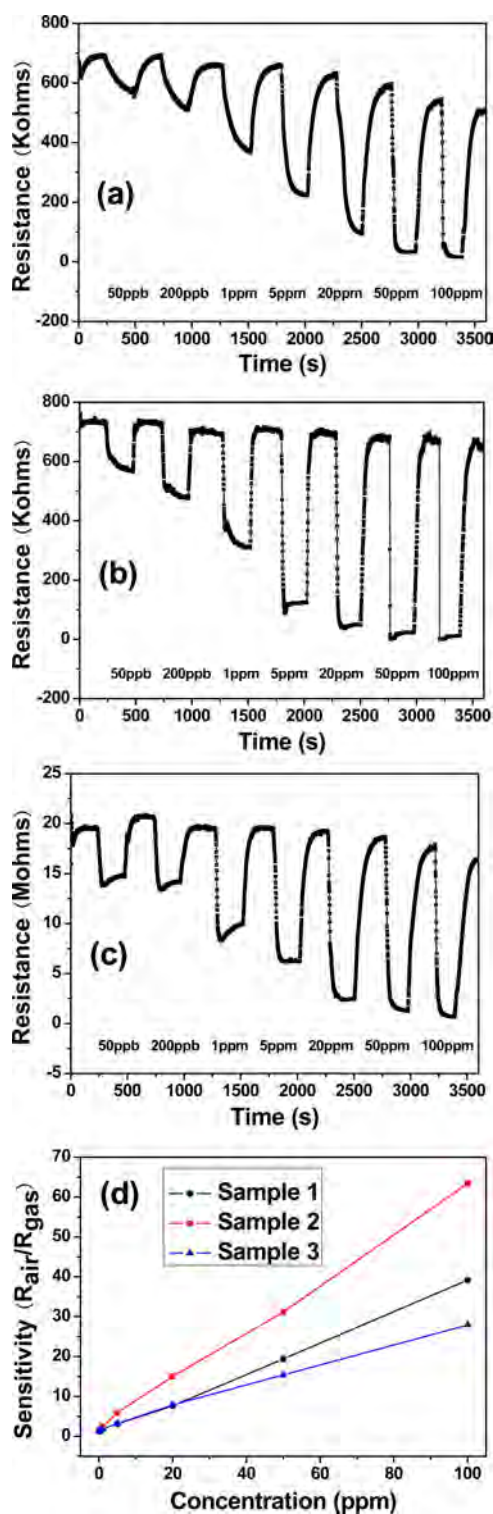 800
600
400
200
0
-200
Resistance (Kohms)
(a)
50ppb 200ppb 1ppm 5ppm 20ppm 50ppm 100ppm
0 500 1000 1500 2000 2500 3000 3500
Time (s)
800
600
400
200
0
-200
Resistance (Kohms)
(b)
50ppb 200ppb 1ppm 5ppm 20ppm 50ppm 100ppm
0 500 1000 1500 2000 2500 3000 3500
Time (s)
25
20
15
10
5
0
-5
Resistance (Mohms)
(c)
50ppb 200ppb 1ppm 5ppm 20ppm 50ppm 100ppm
0 500 1000 1500 2000 2500 3000 3500
Time (s)
70
60
50
40
30
20
10
0
Sensitivity (Rair/Rgas)
(d)
Sample 1
Sample 2
Sample 3
0 20 40 60 80 100
Concentration (ppm)